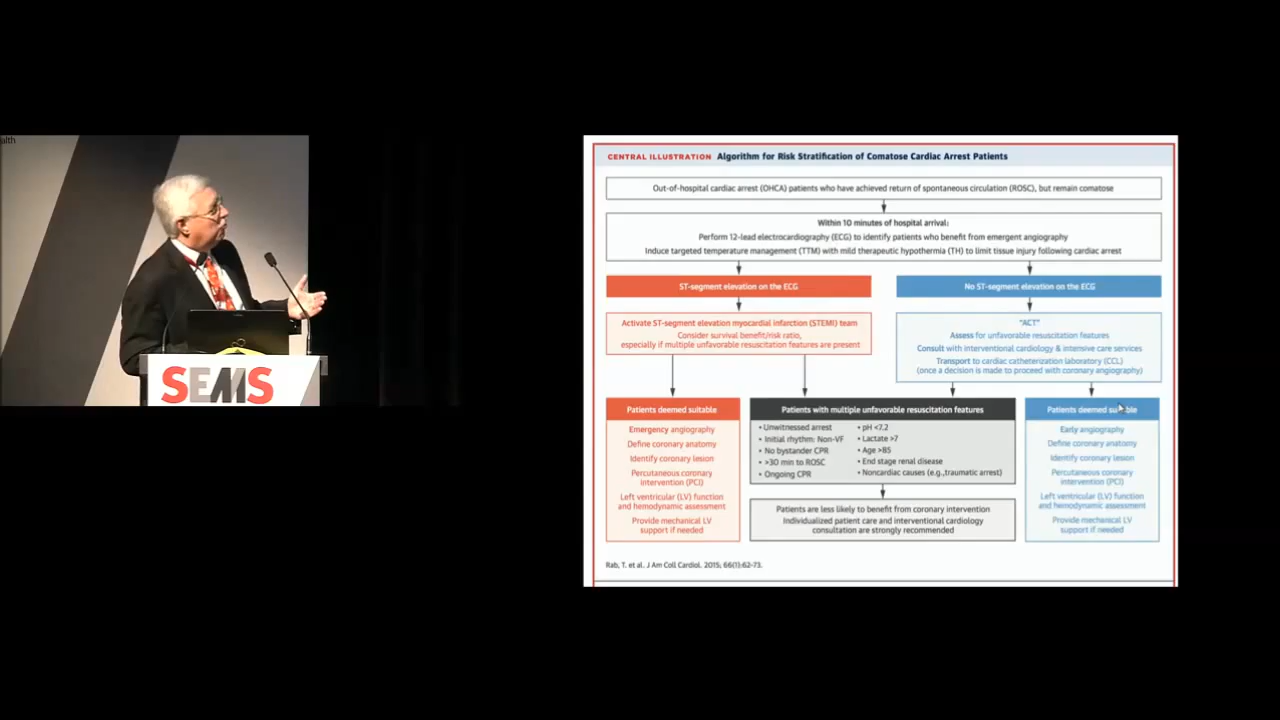 alth
SEMS
CENTRAL ILLUSTRATION Algorithm for Risk Stratification of Comatose Cardiac Arrest Patients
Out-of-hospital cardiac arrest (OHCA) patients who have achieved return of spontaneous circulation (ROSC), but remain comatose
Within 10 minutes of hospital arrival:
Perform 12-lead electrocardiography (ECG) to identify patients who benefit from emergent angiography
Induce targeted temperature management (TTM) with mild therapeutic hypothermia (TH) to limit tissue injury following cardiac arrest
ST-segment elevation on the ECG
Activate ST-segment elevation myocardial infarction (STEMI) team
Consider survival benefit/risk ratio,
especially if multiple unfavorable resuscitation features are present
No ST-segment elevation on the ECG
"ACT"
Assess for unfavorable resuscitation features
Consult with interventional cardiology & intensive care services
Transport to cardiac catheterization laboratory (CCL)
(once a decision is made to proceed with coronary angiography)
Patients deemed suitable
Emergency angiography
Define coronary anatomy
Identify coronary lesion
Percutaneous coronary
intervention (PCI)
Left ventricular (LV) function
and hemodynamic assessment
Provide mechanical LV
support if needed
Patients with multiple unfavorable resuscitation features
• Unwitnessed arrest
• Initial rhythm: Non-VF
• No bystander CPR
• >30 min to ROSC
• Ongoing CPR
• pH <7.2
• Lactate >7
• Age >85
• End stage renal disease
• Noncardiac causes (e.g.,traumatic arrest)
Patients are less likely to benefit from coronary intervention
Individualized patient care and interventional cardiology
consultation are strongly recommended
Patients deemed suitable
Early angiography
Define coronary anatomy
Identify coronary lesion
Percutaneous coronary
intervention (PCI)
Left ventricular (LV) function
and hemodynamic assessment
Provide mechanical LV
support if needed
Rab, T. et al. J Am Coll Cardiol. 2015; 66(1):62-73.